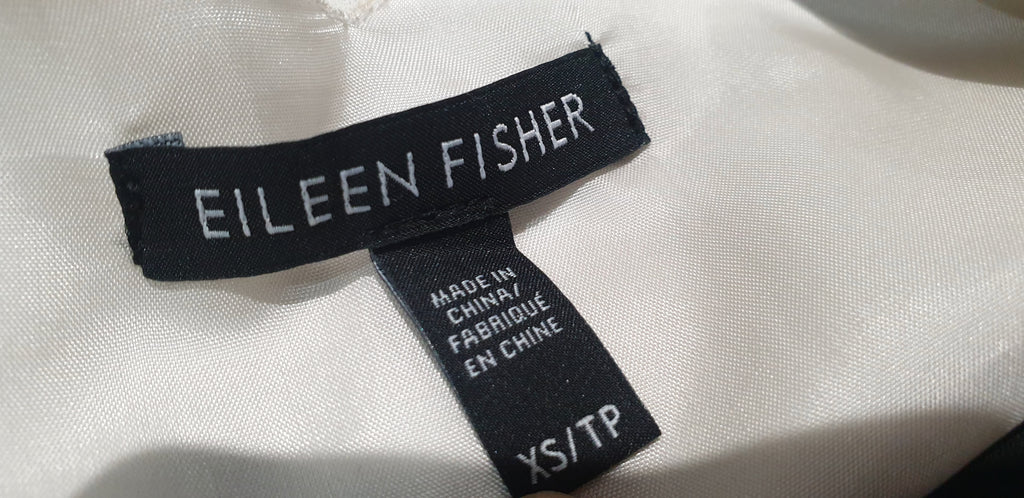 EILEEN FISHER
MADE IN
CHINA/
FABRIQUÉ
EN CHINE
XS/TP